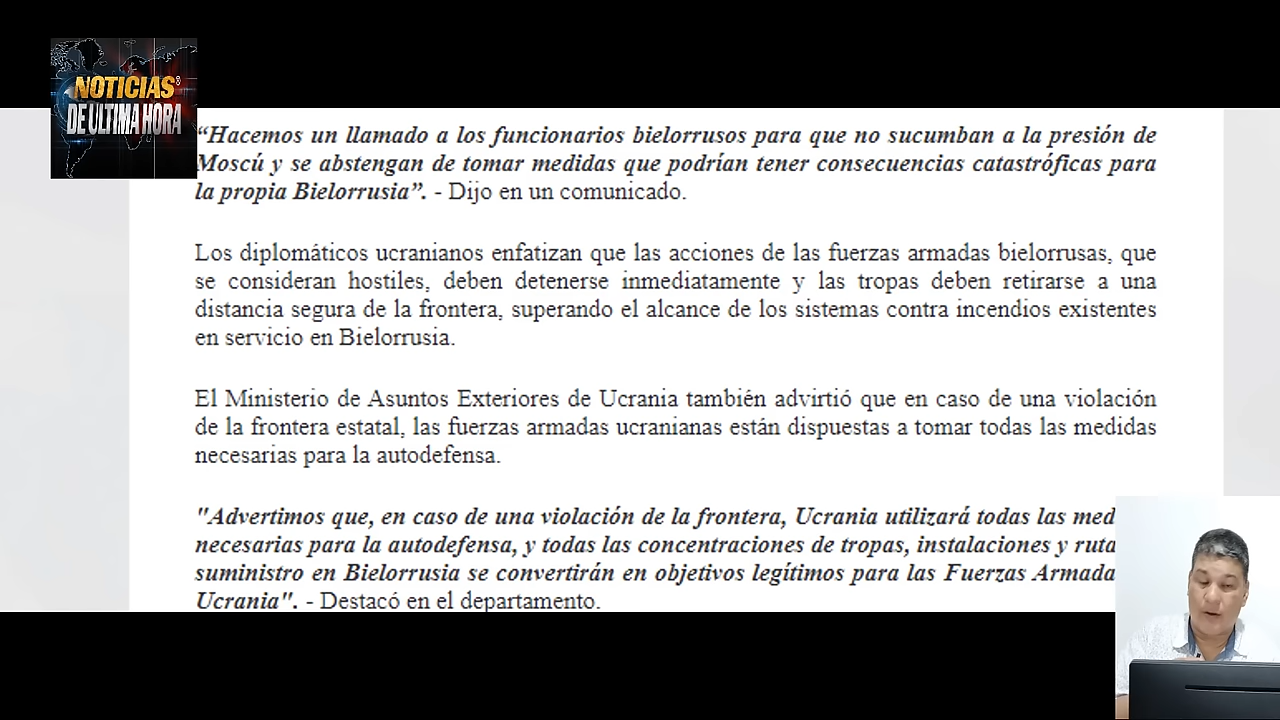 NOTICIAS
DE ÚLTIMA HORA
“Hacemos un llamado a los funcionarios bielorrusos para que no sucumban a la presión de
Moscú y se abstengan de tomar medidas que podrían tener consecuencias catastróficas para
la propia Bielorrusia”. - Dijo en un comunicado.
Los diplomáticos ucranianos enfatizan que las acciones de las fuerzas armadas bielorrusas, que
se consideran hostiles, deben detenerse inmediatamente y las tropas deben retirarse a una
distancia segura de la frontera, superando el alcance de los sistemas contra incendios existentes
en servicio en Bielorrusia.
El Ministerio de Asuntos Exteriores de Ucrania también advirtió que en caso de una violación
de la frontera estatal, las fuerzas armadas ucranianas están dispuestas a tomar todas las medidas
necesarias para la autodefensa.
"Advertimos que, en caso de una violación de la frontera, Ucrania utilizará todas las med
necesarias para la autodefensa, y todas las concentraciones de tropas, instalaciones y ruta
suministro en Bielorrusia se convertirán en objetivos legítimos para las Fuerzas Armada
Ucrania". - Destacó en el departamento.